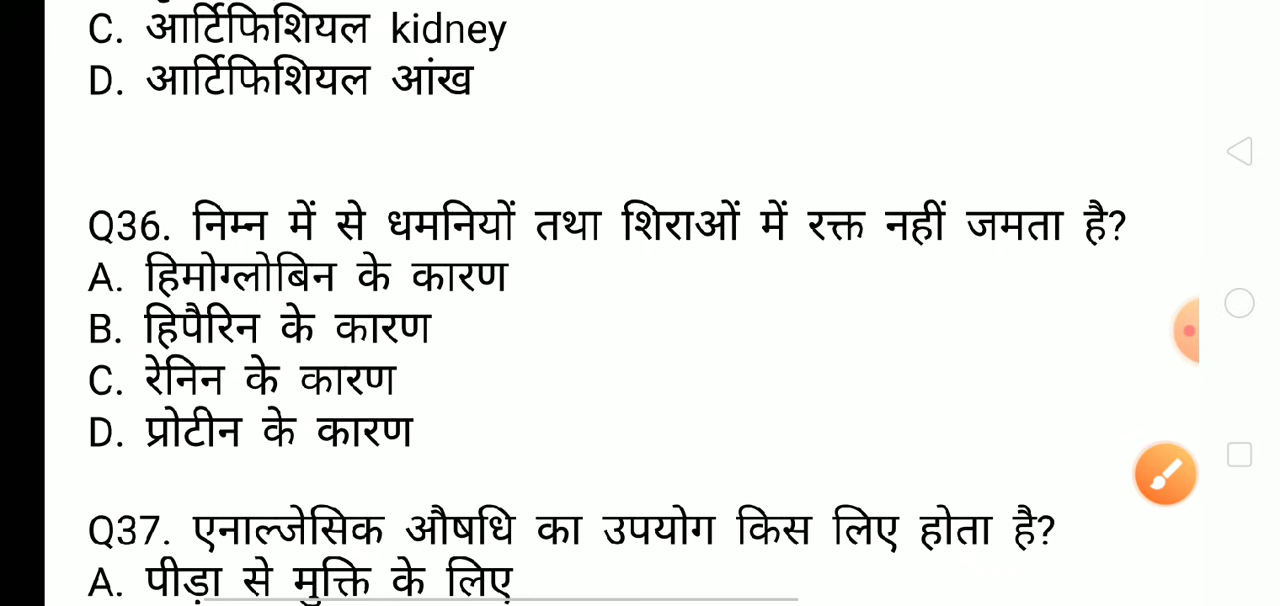 C. आर्टिफिशियल kidney
D. आर्टिफिशियल आंख
Q36. निम्न में से धमनियों तथा शिराओं में रक्त नहीं जमता है?
A. हिमोग्लोबिन के कारण
B. हिपैरिन के कारण
C. रेनिन के कारण
D. प्रोटीन के कारण
Q37. एनाल्जेसिक औषधि का उपयोग किस लिए होता है?
A. पीड़ा से मुक्ति के लिए